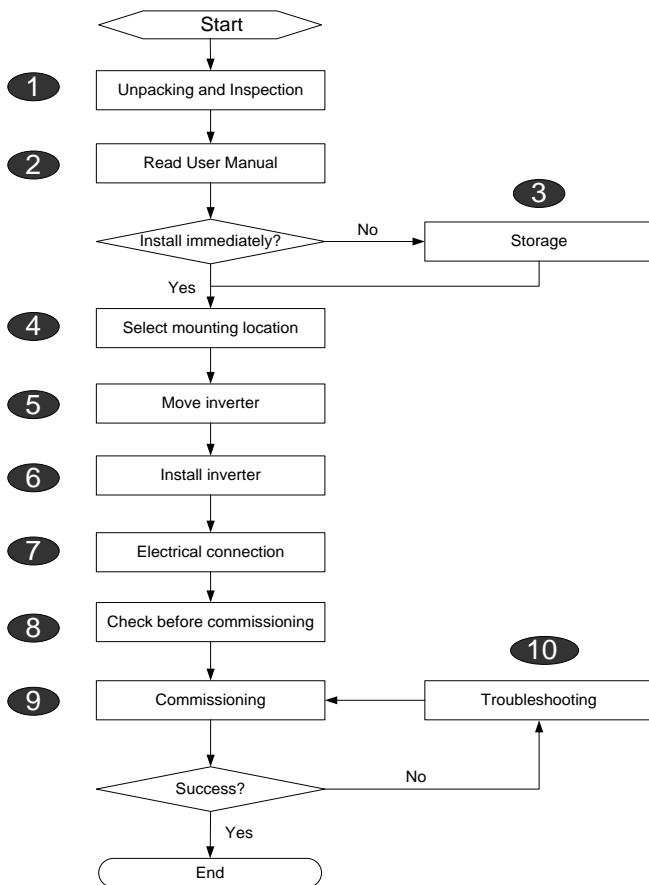 Start
1
Unpacking and Inspection
2
Read User Manual
3
Install immediately?
No
Storage
Yes
4
Select mounting location
5
Move inverter
6
Install inverter
7
Electrical connection
8
Check before commissioning
10
9
Commissioning
Troubleshooting
Success?
No
Yes
End